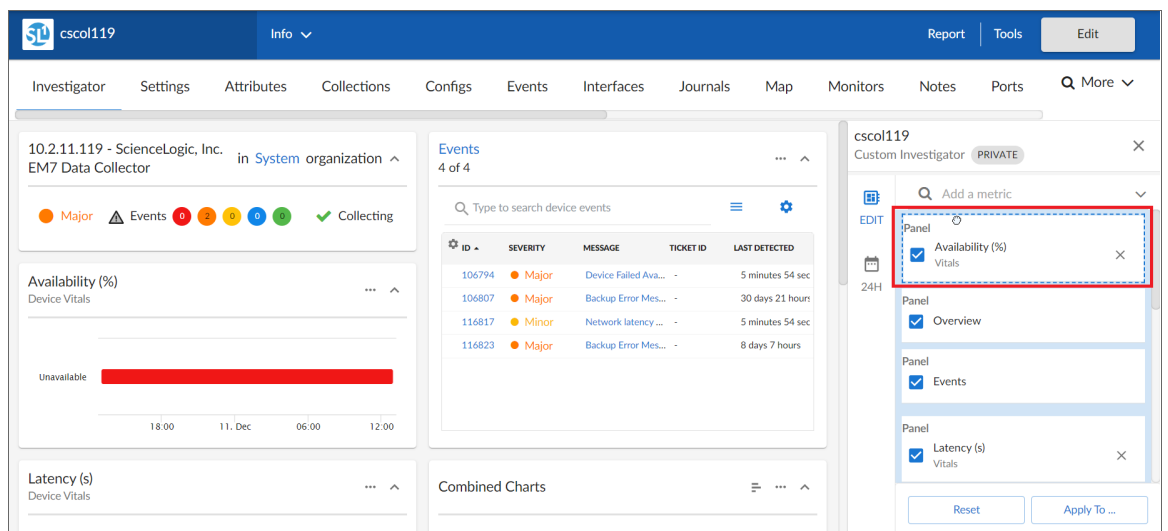 SL1 cscol119 Info Report Tools Edit
Investigator Settings Attributes Collections Configs Events Interfaces Journals Map Monitors Notes Ports More
10.2.11.119 - ScienceLogic, Inc.
EM7 Data Collector
in System organization
Major Events 0 2 0 0 0 Collecting
Availability (%)
Device Vitals
Unavailable
18:00 11. Dec 06:00 12:00
Latency (s)
Device Vitals
Events
4 of 4
Type to search device events
ID SEVERITY MESSAGE TICKET ID LAST DETECTED
106794 Major Device Failed Ava... - 5 minutes 54 sec
106807 Major Backup Error Mes... - 30 days 21 hours
116817 Minor Network latency ... - 5 minutes 54 sec
116823 Major Backup Error Mes... - 8 days 7 hours
Combined Charts
cscol119
Custom Investigator PRIVATE
EDIT
24H
Add a metric
Panel
Availability (%)
Vitals
Panel
Overview
Panel
Events
Panel
Latency (s)
Vitals
Reset Apply To ...